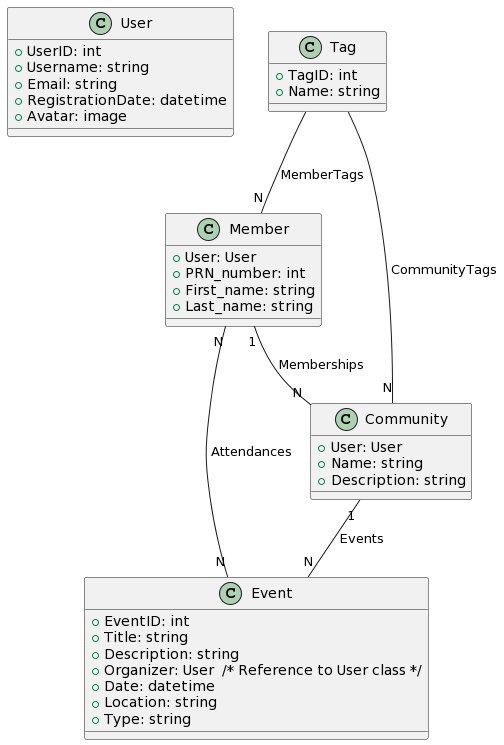 C User
UserID: int
Username: string
Email: string
RegistrationDate: datetime
Avatar: image
C Tag
TagID: int
Name: string
MemberTags
N
CommunityTags
N
C Member
User: User
PRN_number: int
First_name: string
Last_name: string
N
1
Memberships
N
Attendances
N
C Community
User: User
Name: string
Description: string
1
Events
N
C Event
EventID: int
Title: string
Description: string
Organizer: User /* Reference to User class */
Date: datetime
Location: string
Type: string